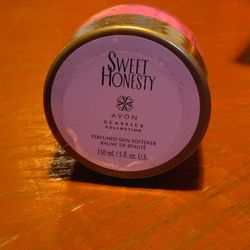 SWEET
HONESTY
AVON
CLASSICS
COLLECTION
PERFUMED SKIN SOFTENER
BAUME DE BEAUTÉ
150 mL / 5 fl. oz. U.S.